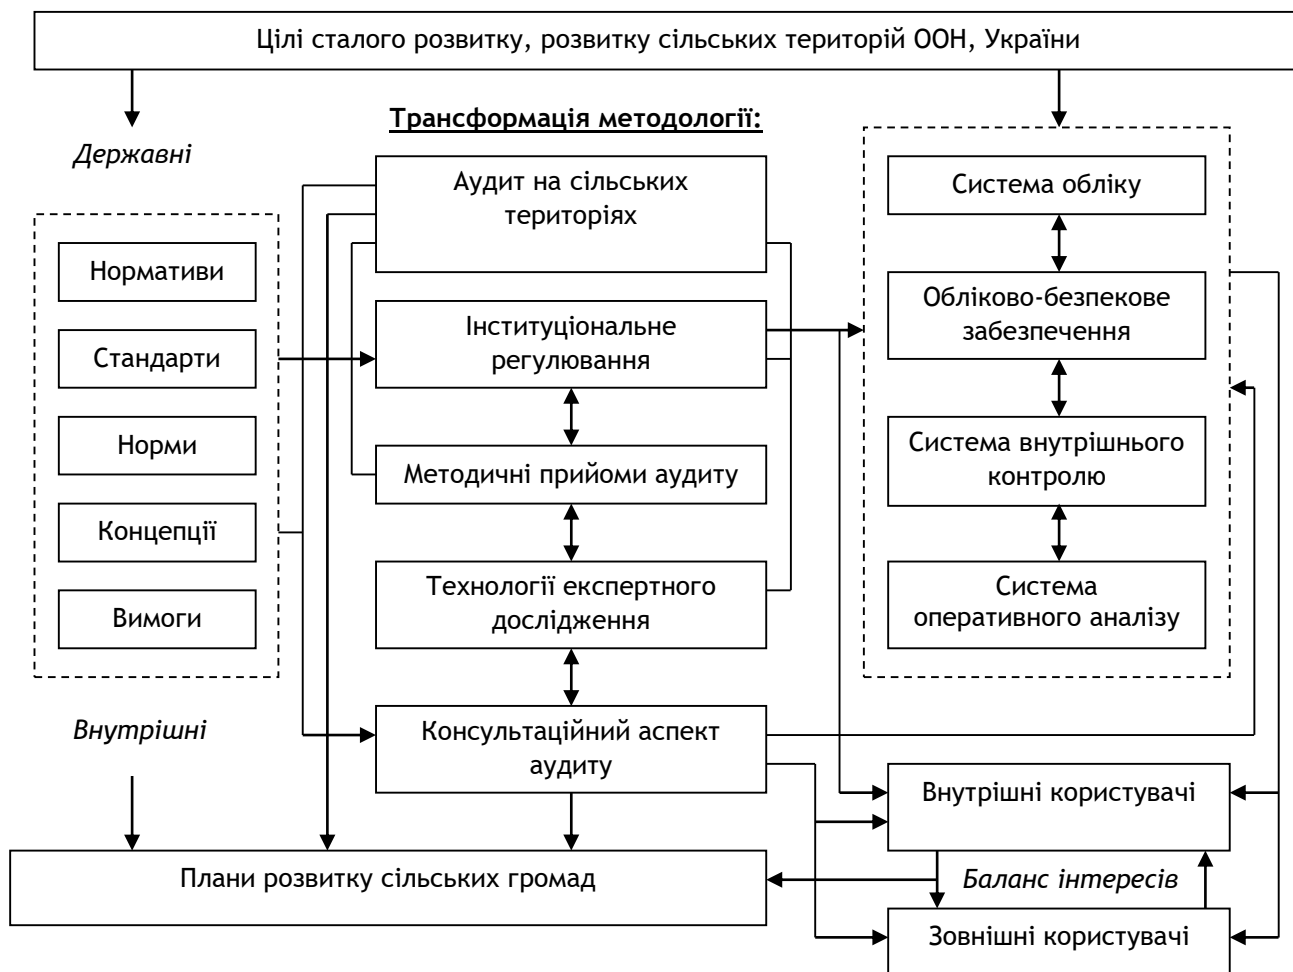 Цілі сталого розвитку, розвитку сільських територій ООН, України
Трансформація методології:
Державні
Нормативи
Стандарти
Норми
Концепції
Вимоги
Внутрішні
Аудит на сільських
територіях
Інституціональне
регулювання
Методичні прийоми аудиту
Технології експертного
дослідження
Консультаційний аспект
аудиту
Система обліку
Обліково-безпекове
забезпечення
Система внутрішнього
контролю
Система
оперативного аналізу
Внутрішні користувачі
Баланс інтересів
Зовнішні користувачі
Плани розвитку сільських громад